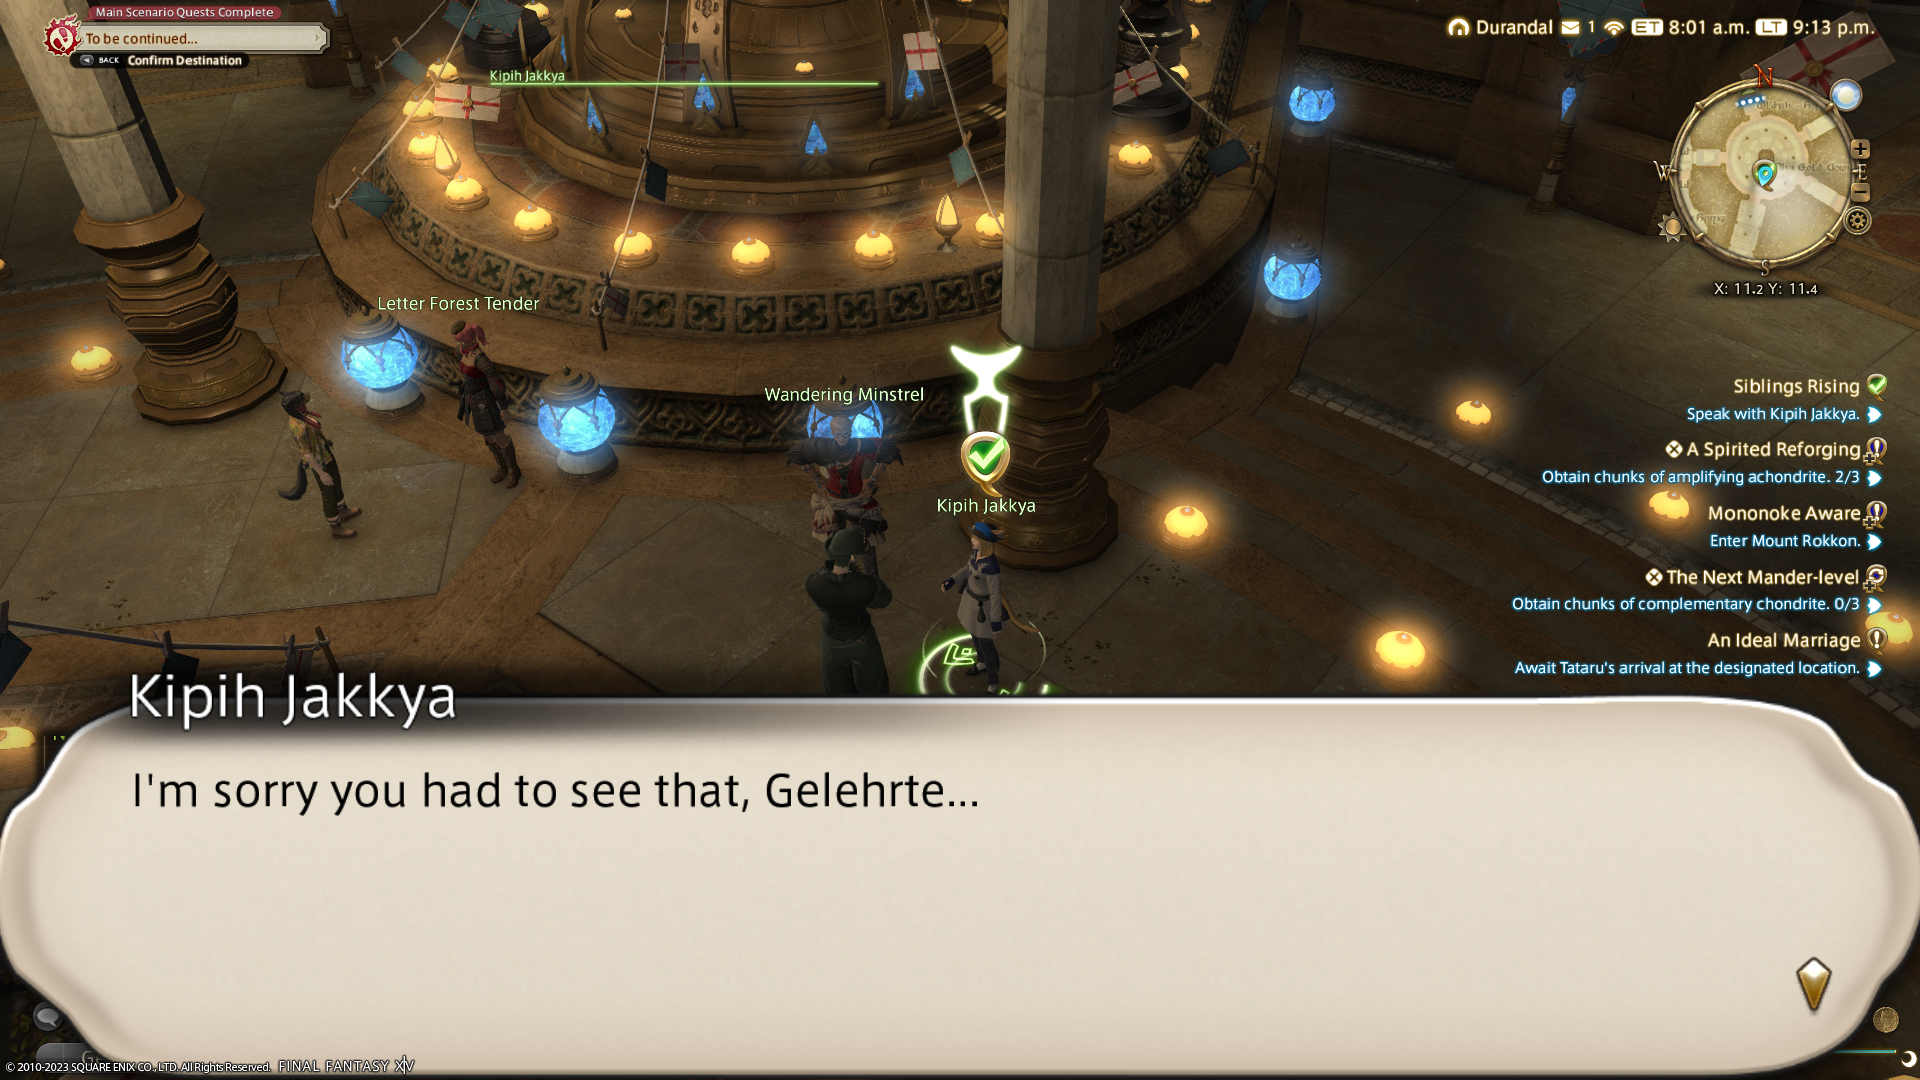 Main Scenario Quests Complete
To be continued...
BACK Confirm Destination
Kipih Jakkya
Durandal 1 ET 8:01 a.m. LT 9:13 p.m.
N
W
E
S
X: 11.2 Y: 11.4
Letter Forest Tender
Wandering Minstrel
Kipih Jakkya
Siblings Rising
Speak with Kipih Jakkya.
A Spirited Reforging
Obtain chunks of amplifying achondrite. 2/3
Mononoke Aware
Enter Mount Rokkon.
The Next Mander-level
Obtain chunks of complementary chondrite. 0/3
An Ideal Marriage
Await Tataru's arrival at the designated location.
Kipih Jakkya
I'm sorry you had to see that, Gelehrte...
© 2010-2023 SQUARE ENIX CO., LTD. All Rights Reserved. FINAL FANTASY XIV